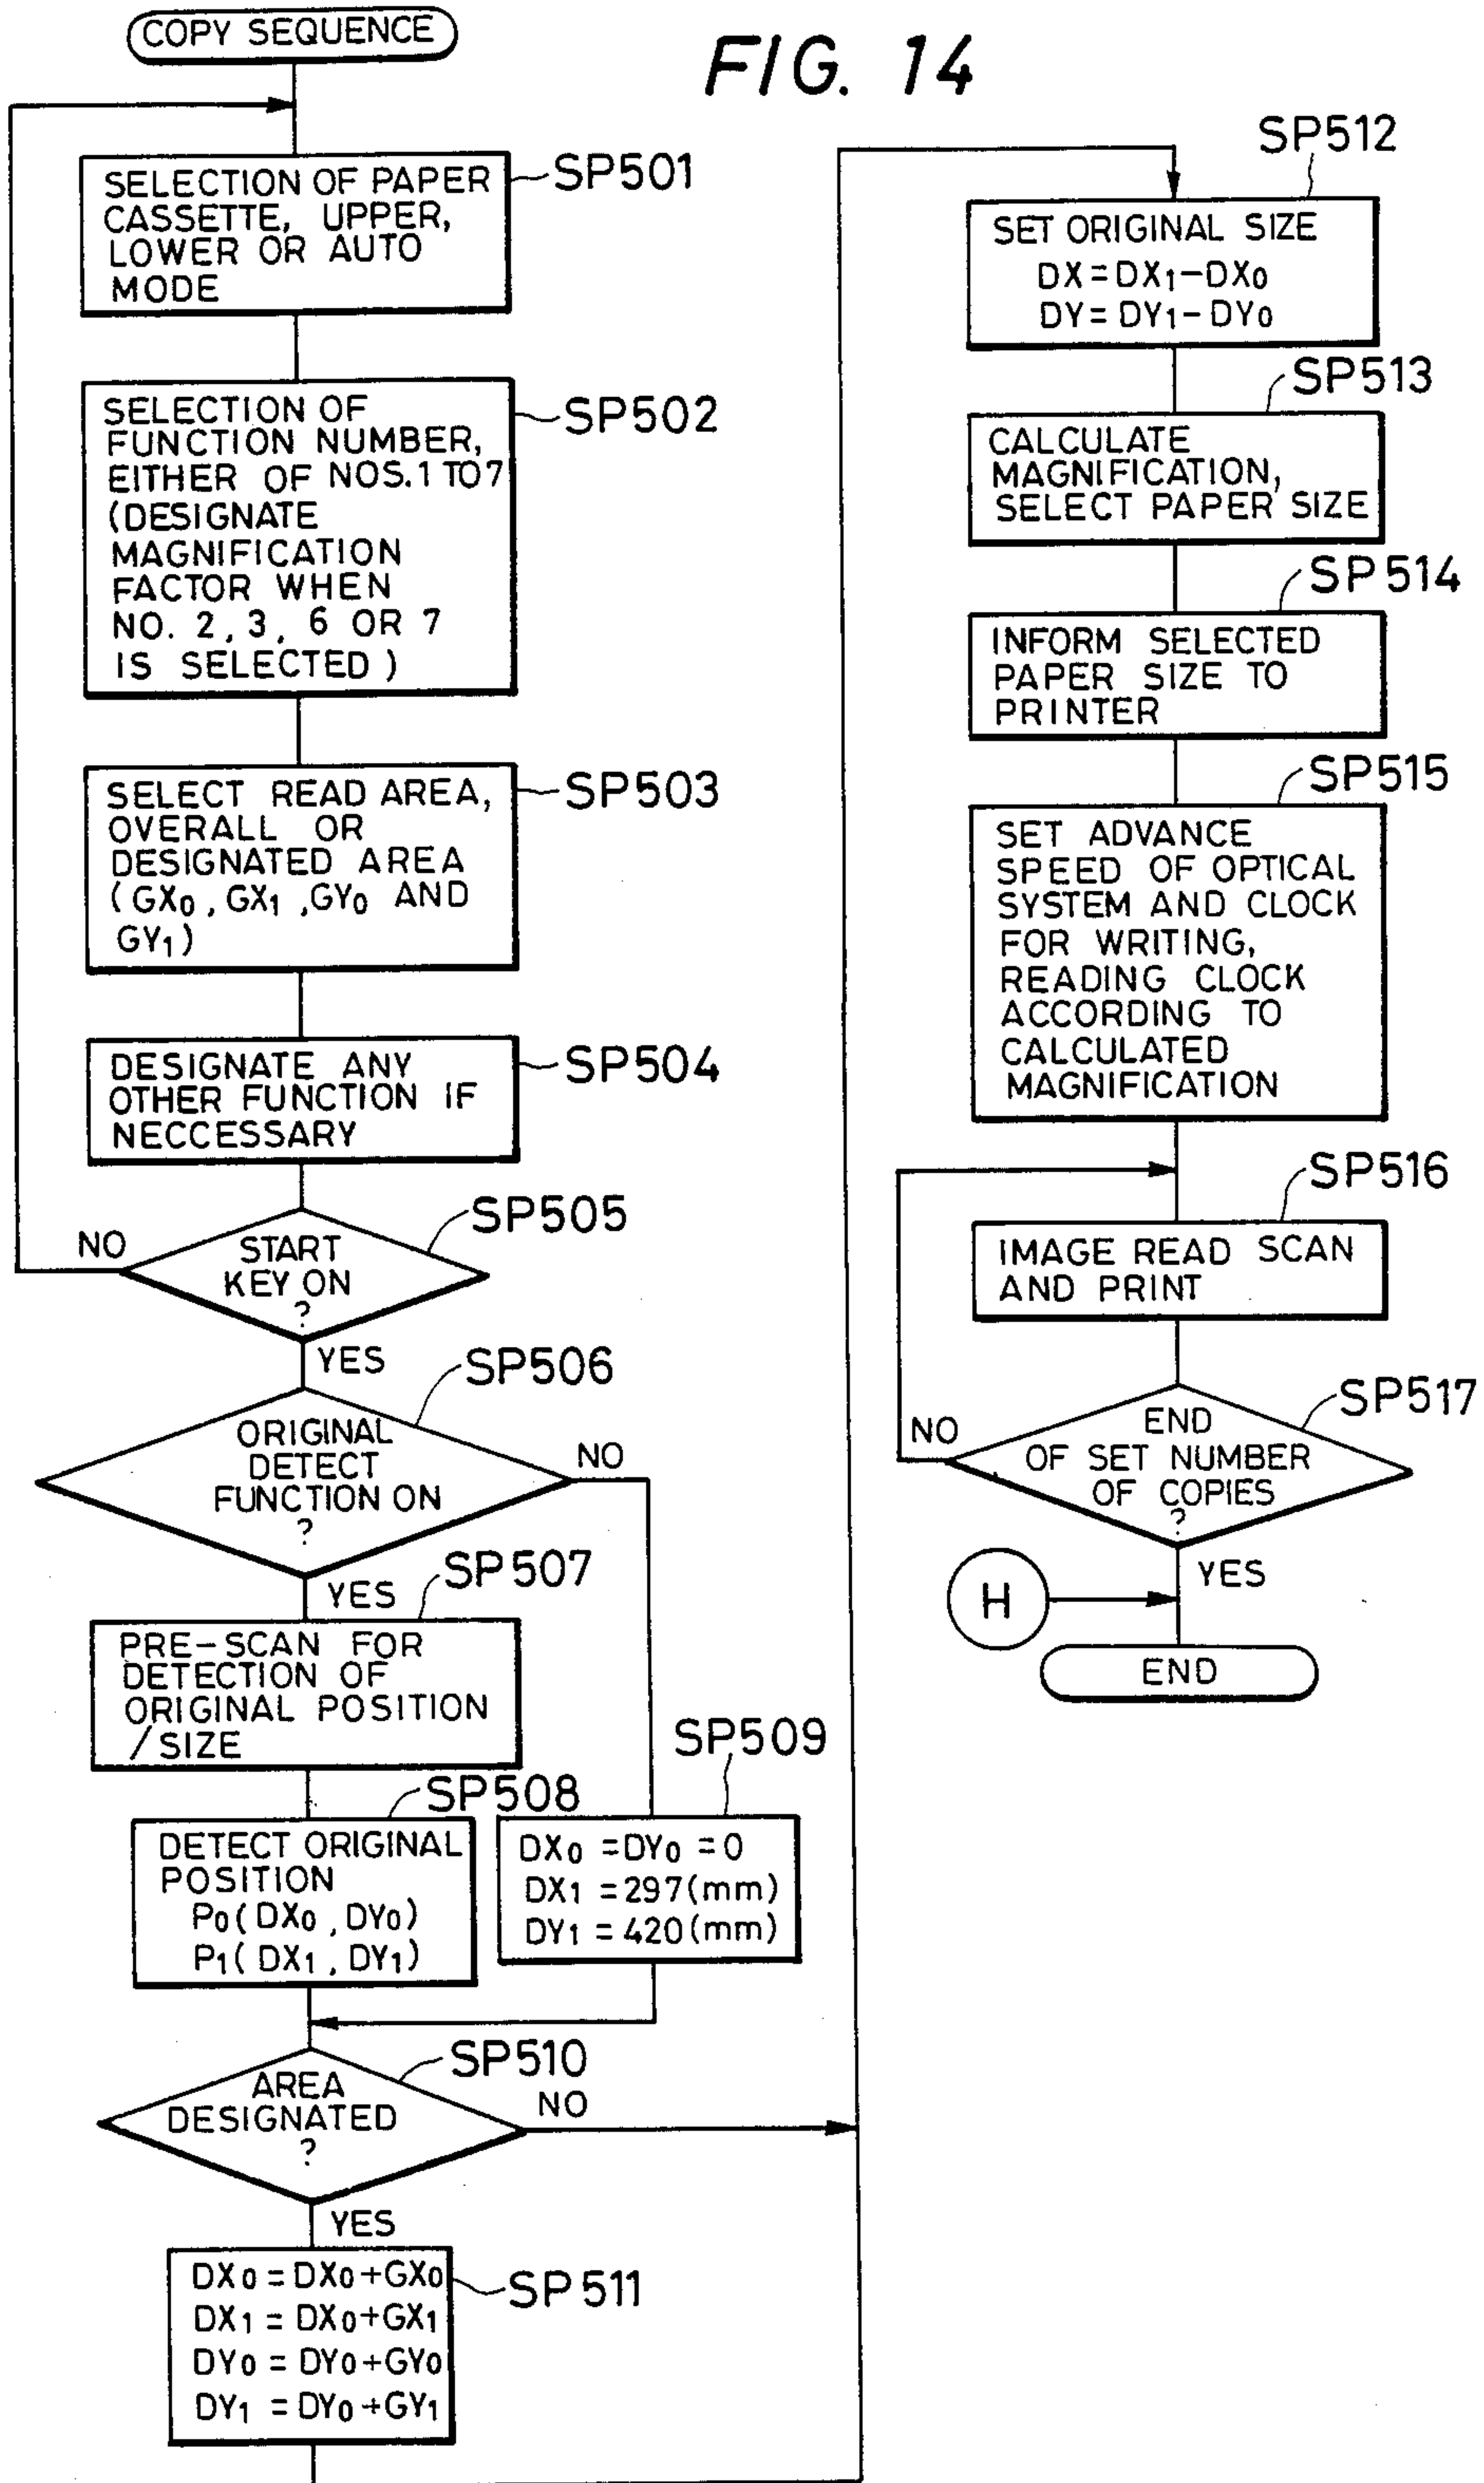 COPY SEQUENCE
FIG. 14
SELECTION OF PAPER
CASSETTE, UPPER,
LOWER OR AUTO
MODE
SP501
SELECTION OF
FUNCTION NUMBER,
EITHER OF NOS.1 TO7
(DESIGNATE
MAGNIFICATION
FACTOR WHEN
NO. 2, 3, 6 OR 7
IS SELECTED)
SP502
SELECT READ AREA,
OVERALL OR
DESIGNATED AREA
(GX₀, GX₁, GY₀ AND
GY₁)
SP503
DESIGNATE ANY
OTHER FUNCTION IF
NECCESSARY
SP504
START
KEY ON
?
SP505
NO
YES
ORIGINAL
DETECT
FUNCTION ON
?
SP506
NO
YES
PRE-SCAN FOR
DETECTION OF
ORIGINAL POSITION
/SIZE
SP507
DETECT ORIGINAL
POSITION
P₀(DX₀, DY₀)
P₁(DX₁, DY₁)
SP508
SP509
DX₀ = DY₀ = 0
DX₁ = 297(mm)
DY₁ = 420(mm)
AREA
DESIGNATED
?
SP510
NO
YES
DX₀ = DX₀+GX₀
DX₁ = DX₀+GX₁
DY₀ = DY₀+GY₀
DY₁ = DY₀+GY₁
SP511
SP512
SET ORIGINAL SIZE
DX = DX₁-DX₀
DY = DY₁-DY₀
SP513
CALCULATE
MAGNIFICATION,
SELECT PAPER SIZE
SP514
INFORM SELECTED
PAPER SIZE TO
PRINTER
SP515
SET ADVANCE
SPEED OF OPTICAL
SYSTEM AND CLOCK
FOR WRITING,
READING CLOCK
ACCORDING TO
CALCULATED
MAGNIFICATION
SP516
IMAGE READ SCAN
AND PRINT
SP517
END
OF SET NUMBER
OF COPIES
?
NO
YES
H
END